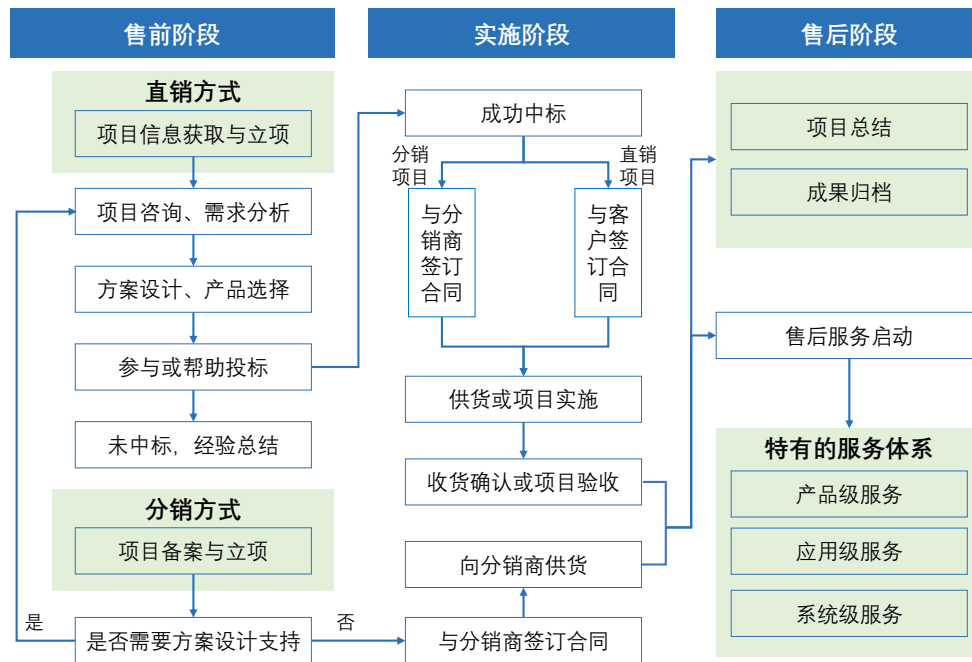 售前阶段
直销方式
项目信息获取与立项
项目咨询、需求分析
方案设计、产品选择
参与或帮助投标
未中标，经验总结
分销方式
项目备案与立项
是
是否需要方案设计支持
否
实施阶段
成功中标
分销
项目
直销
项目
与分
销商
签订
合同
与客
户签
订合
同
供货或项目实施
收货确认或项目验收
向分销商供货
与分销商签订合同
售后阶段
项目总结
成果归档
售后服务启动
特有的服务体系
产品级服务
应用级服务
系统级服务